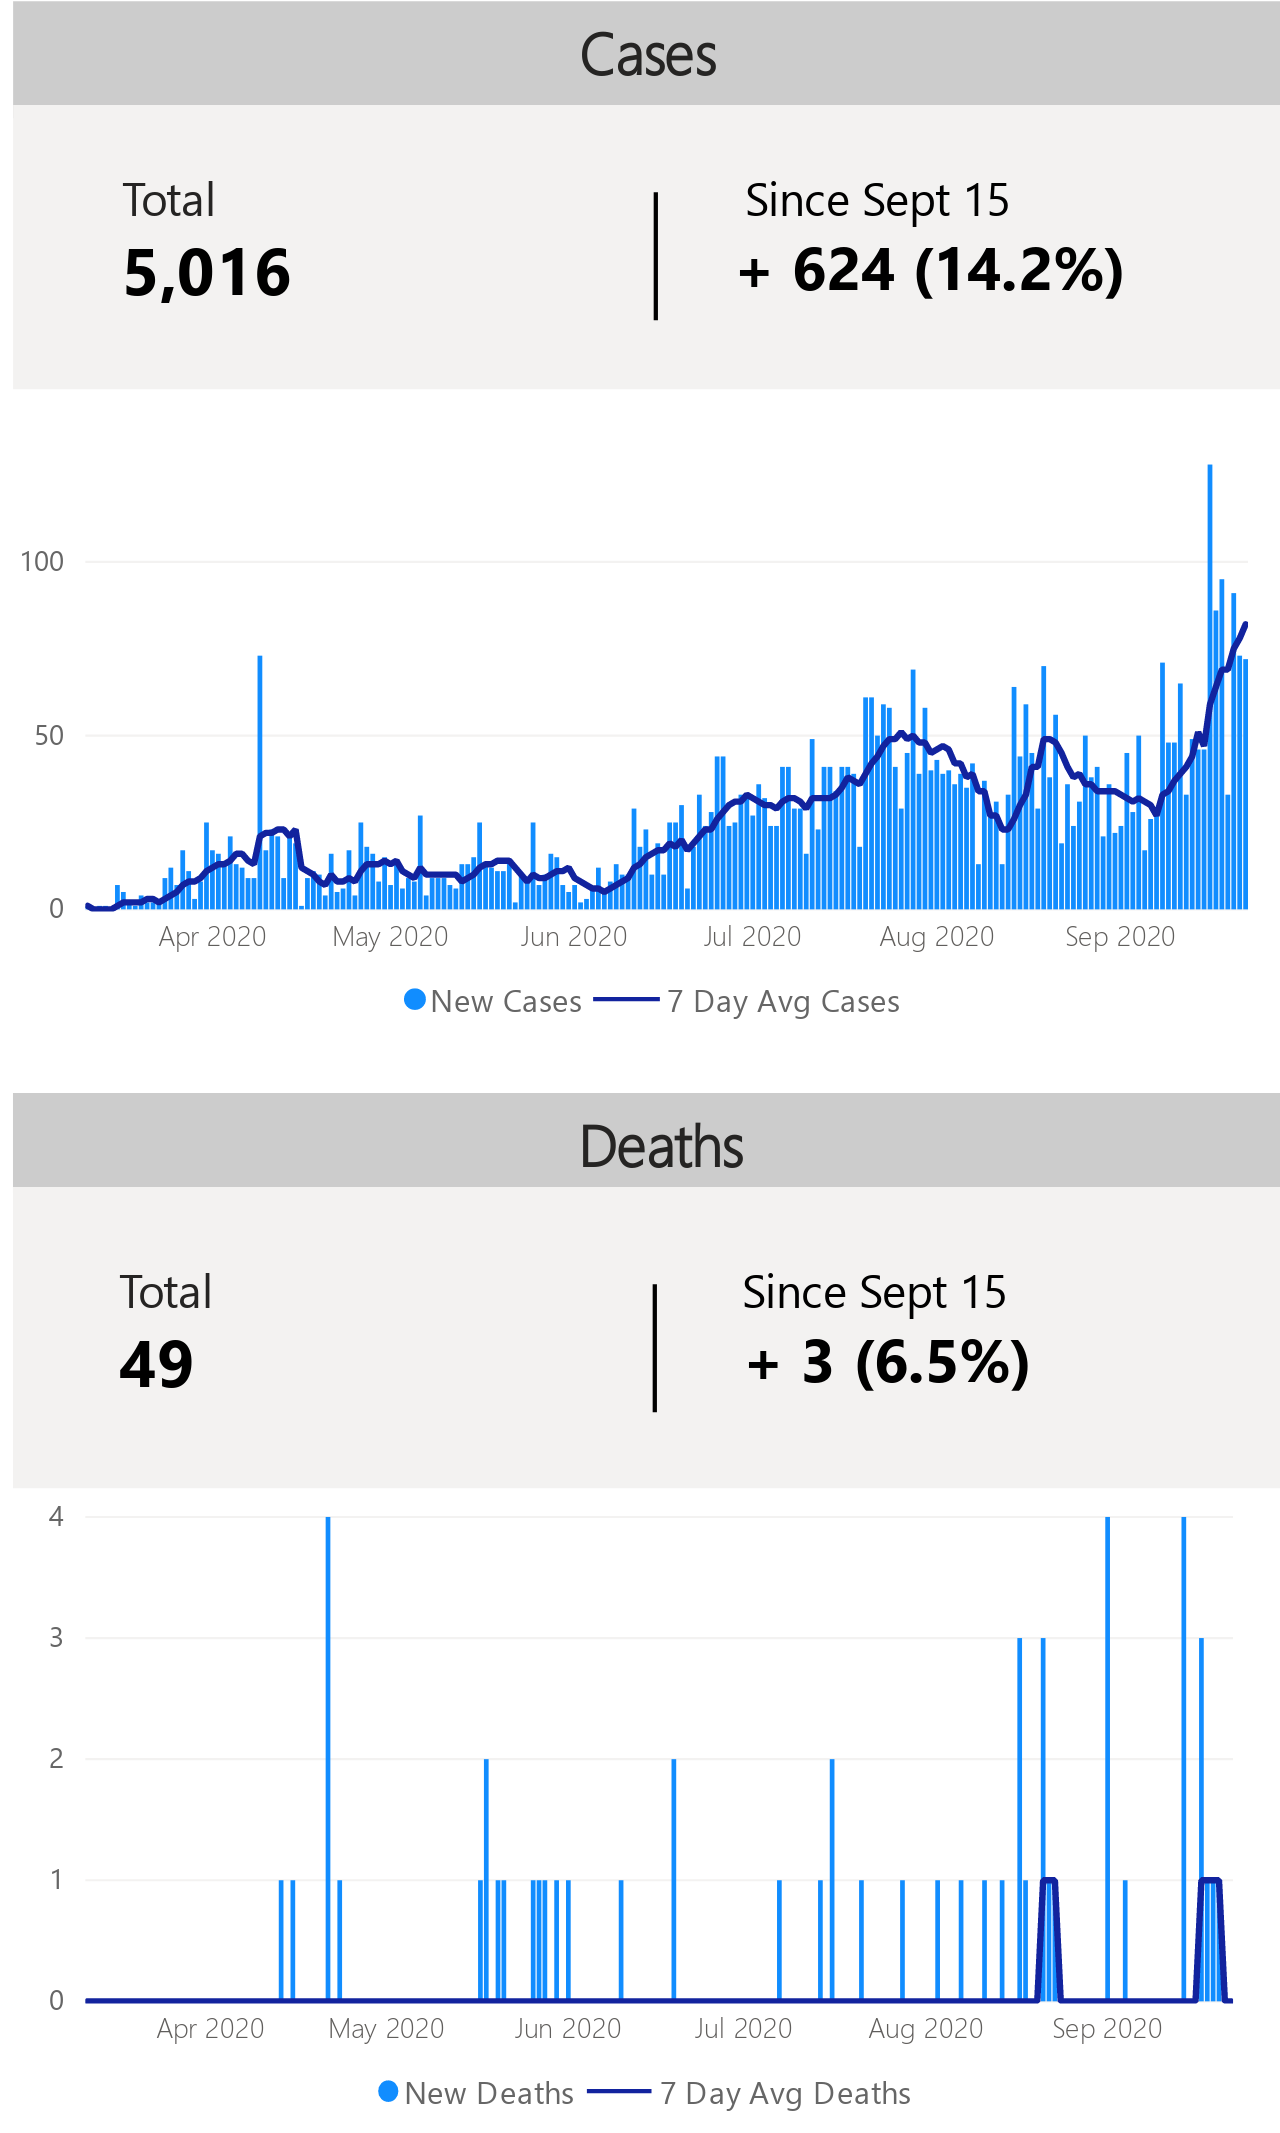 Cases
Total
Since Sept 15
5,016
+ 624 (14.2%)
100
50
0
Apr 2020
May 2020
Jun 2020
Jul 2020
Aug 2020
Sep 2020
New Cases
7 Day Avg Cases
Deaths
Total
Since Sept 15
49
+ 3 (6.5%)
4
3
2
1
0
Apr 2020
May 2020
Jun 2020
Jul 2020
Aug 2020
Sep 2020
New Deaths
7 Day Avg Deaths